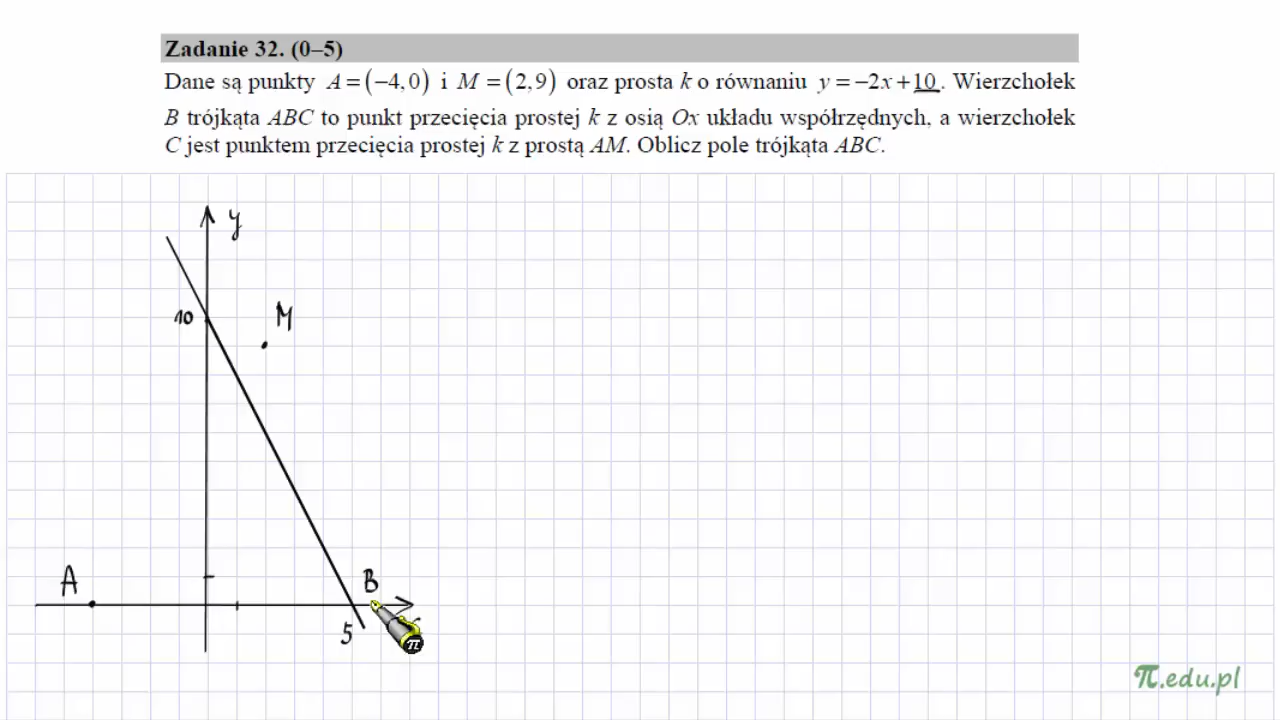 Zadanie 32. (0–5)
Dane są punkty A = (−4, 0) i M = (2, 9) oraz prosta k o równaniu y = −2x + 10. Wierzchołek
B trójkąta ABC to punkt przecięcia prostej k z osią Ox układu współrzędnych, a wierzchołek
C jest punktem przecięcia prostej k z prostą AM. Oblicz pole trójkąta ABC.
y
10
M
A
B
5
π
π.edu.pl